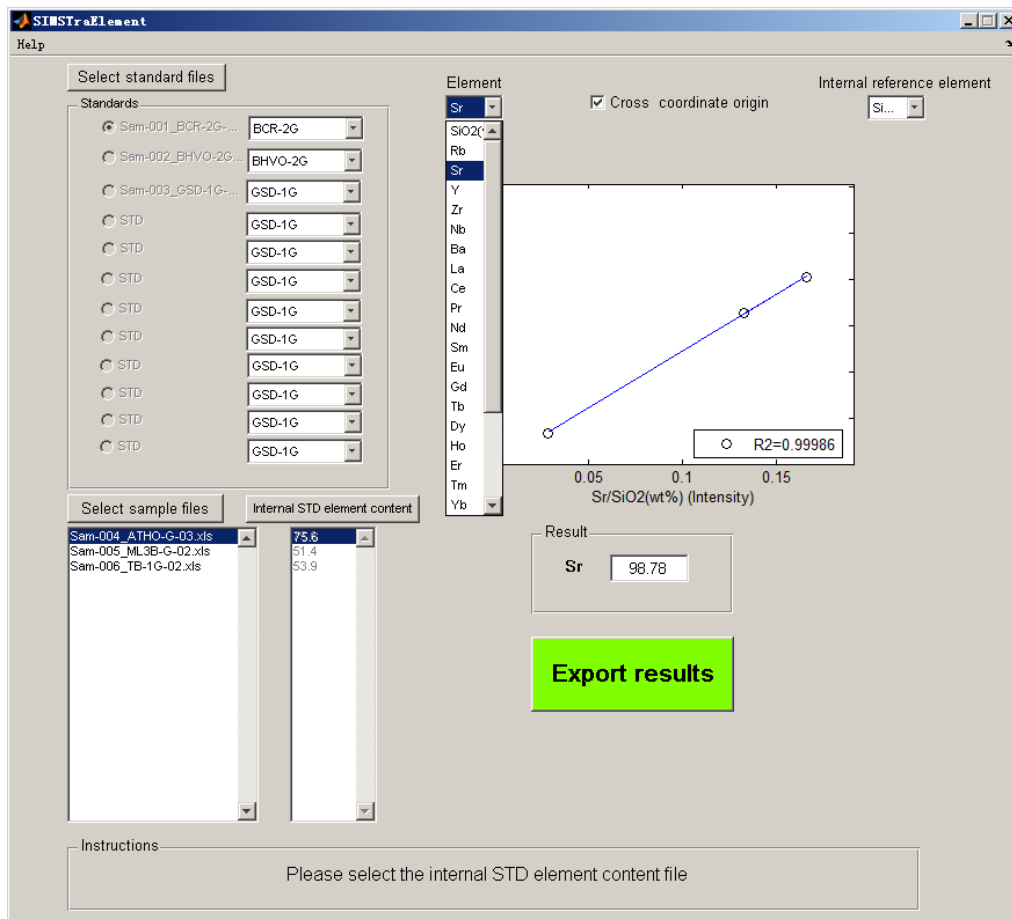 SIMSTraElement
Help
Select standard files
Standards
Sam-001_BCR-2G-... BCR-2G
Sam-002_BHVO-2G... BHVO-2G
Sam-003_GSD-1G-... GSD-1G
STD GSD-1G
STD GSD-1G
STD GSD-1G
STD GSD-1G
STD GSD-1G
STD GSD-1G
STD GSD-1G
STD GSD-1G
STD GSD-1G
Element
Sr
SiO2(
Rb
Sr
Y
Zr
Nb
Ba
La
Ce
Pr
Nd
Sm
Eu
Gd
Tb
Dy
Ho
Er
Tm
Yb
Cross coordinate origin
Internal reference element
Si...
R2=0.99986
0.05 0.1 0.15
Sr/SiO2(wt%) (Intensity)
Select sample files
Internal STD element content
Sam-004_ATHO-G-03.xls 75.6
Sam-005_ML3B-G-02.xls 51.4
Sam-006_TB-1G-02.xls 53.9
Result
Sr 98.78
Export results
Instructions
Please select the internal STD element content file